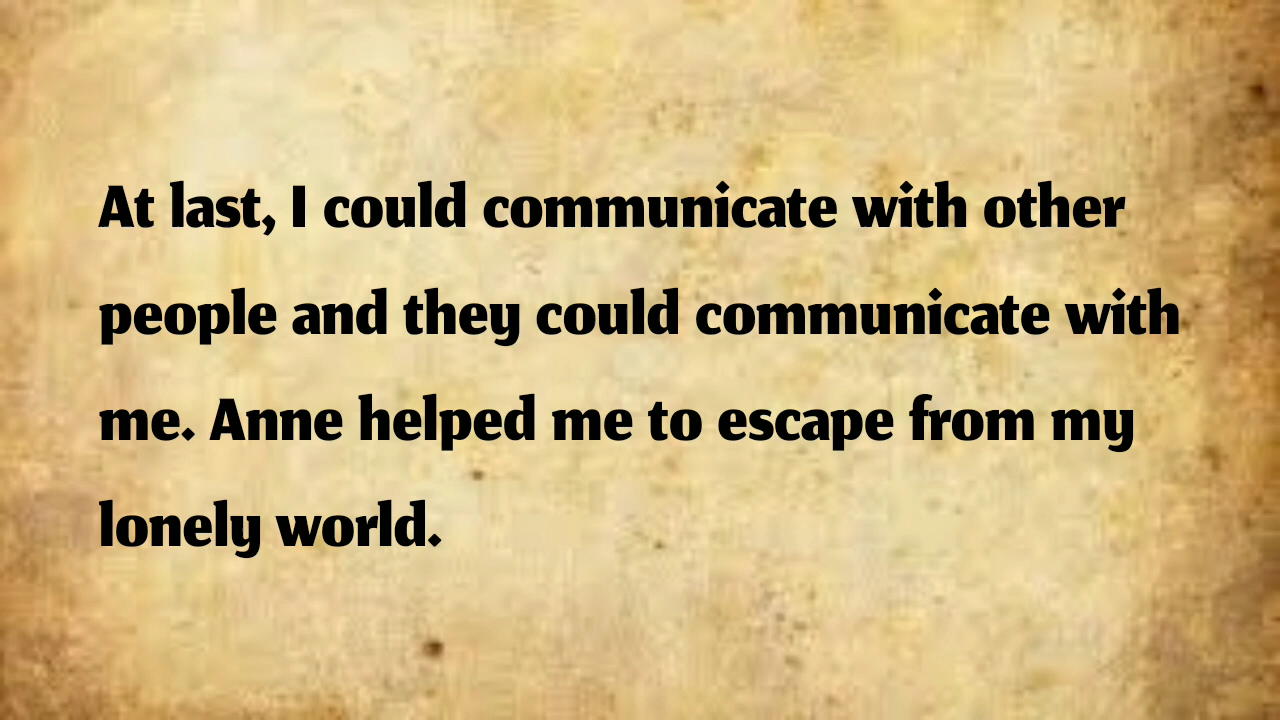 At last, I could communicate with other
people and they could communicate with
me. Anne helped me to escape from my
lonely world.